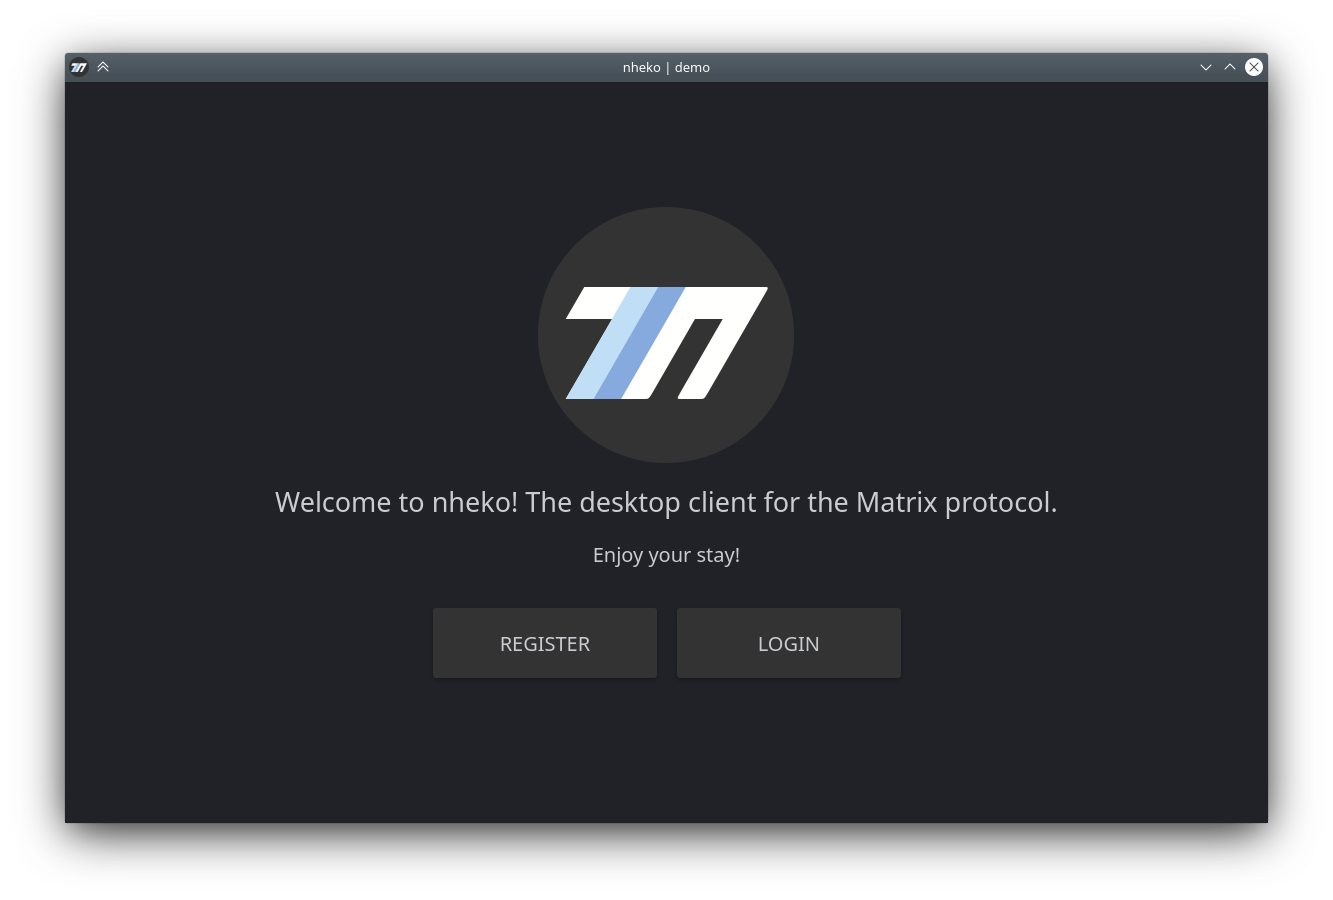 nheko | demo
Welcome to nheko! The desktop client for the Matrix protocol.
Enjoy your stay!
REGISTER
LOGIN